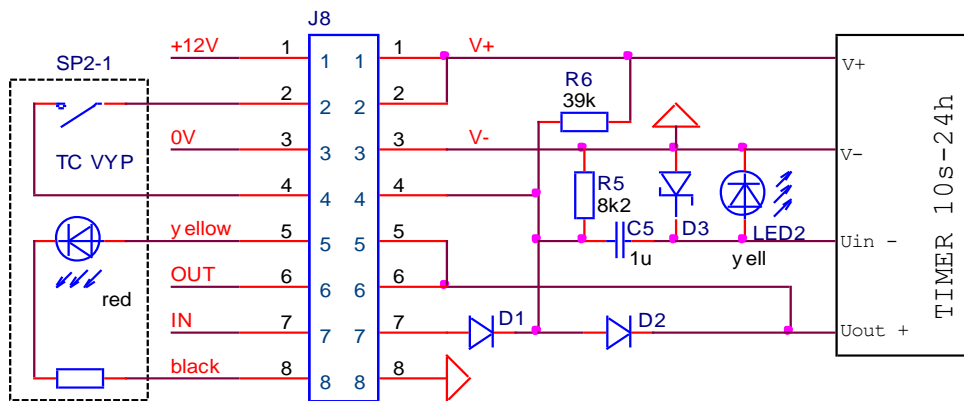 J8
+12V 1 1 1 1 V+
SP2-1
V+
R6
2 2 2 2
39k
0V 3 3 3 3 V-
TC VYP
V-
4 4 4 4
R5
8k2
yellow 5 5 5 5
C5 D3 LED2
Uin -
1u
yell
OUT 6 6 6 6
red
IN 7 7 7 7 D1 D2
Uout +
black 8 8 8 8
TIMER 10s-24h